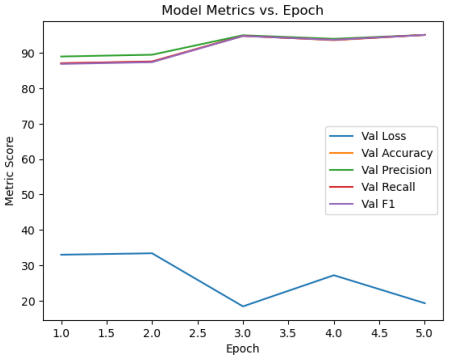 Model Metrics vs. Epoch
Metric Score
90
80
70
60
50
40
30
20
Val Loss
Val Accuracy
Val Precision
Val Recall
Val F1
1.0 1.5 2.0 2.5 3.0 3.5 4.0 4.5 5.0
Epoch